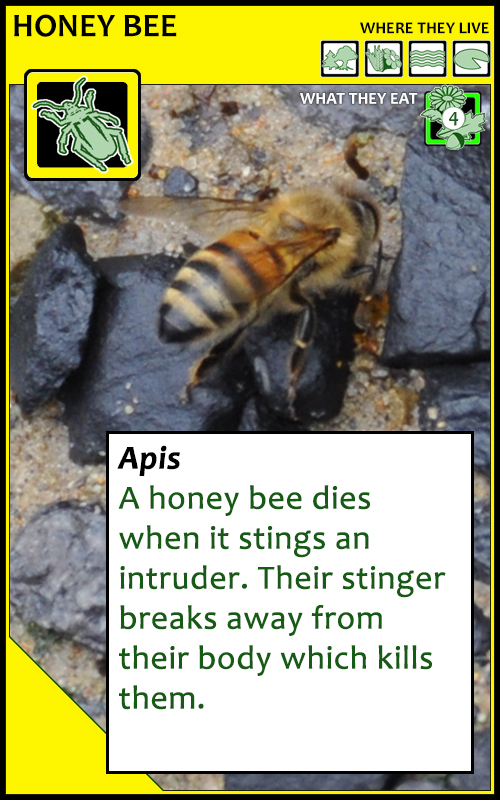 HONEY BEE
WHERE THEY LIVE
WHAT THEY EAT
4
Apis
A honey bee dies
when it stings an
intruder. Their stinger
breaks away from
their body which kills
them.